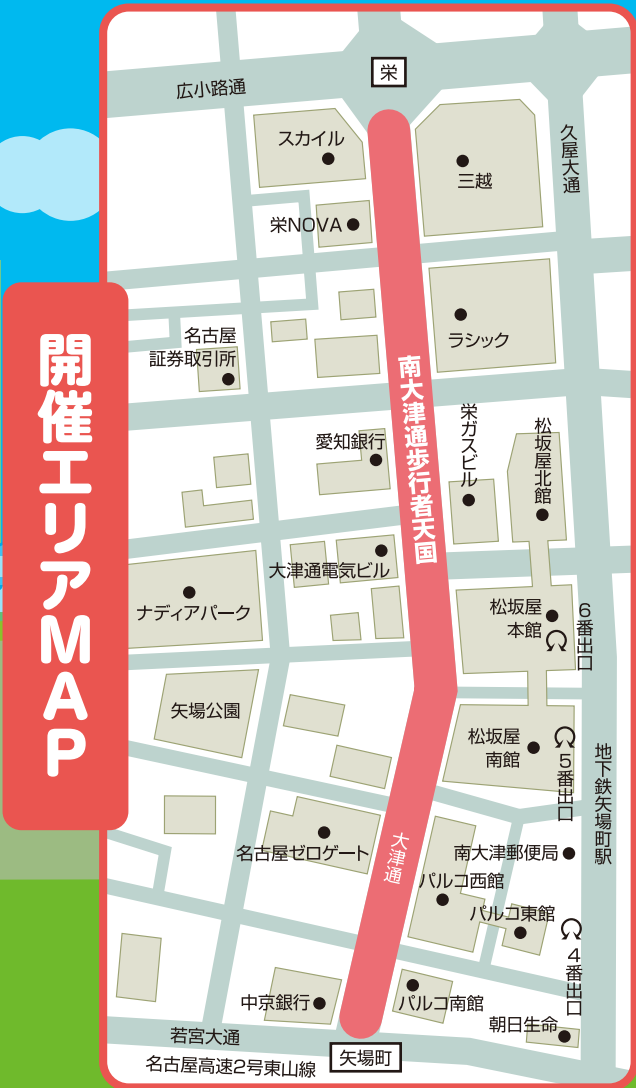 開催エリアMAP
栄
広小路通
久屋大通
スカイル
三越
栄NOVA
ラシック
名古屋
証券取引所
南大津通歩行者天国
愛知銀行
栄ガスビル
松坂屋北館
大津通電気ビル
ナディアパーク
松坂屋
本館
6番出口
矢場公園
松坂屋
南館
5番出口
地下鉄矢場町駅
大津通
名古屋ゼロゲート
南大津郵便局
パルコ西館
パルコ東館
4番出口
中京銀行
パルコ南館
朝日生命
若宮大通
矢場町
名古屋高速2号東山線